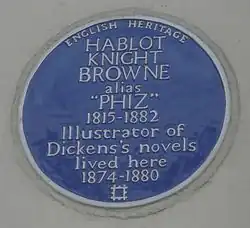 ENGLISH HERITAGE
HABLOT
KNIGHT
BROWNE
alias
"PHIZ"
1815-1882
Illustrator of
Dickens's novels
lived here
1874-1880